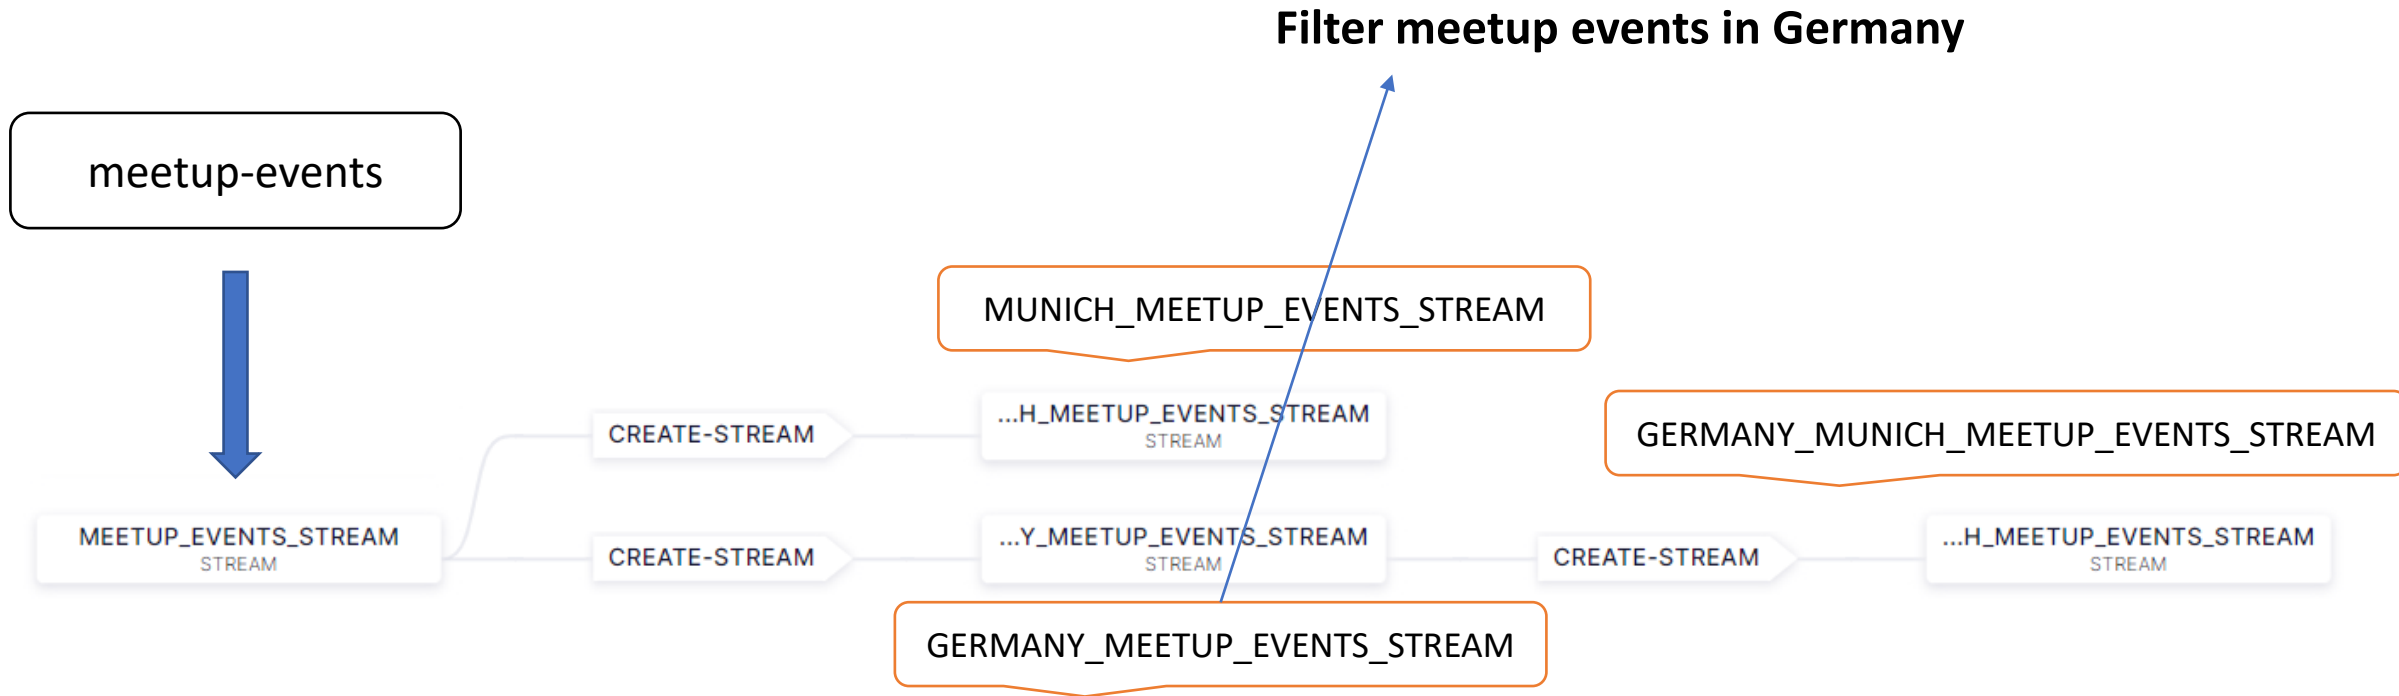 Filter meetup events in Germany
meetup-events
MUNICH_MEETUP_EVENTS_STREAM
CREATE-STREAM
...H_MEETUP_EVENTS_STREAM
STREAM
GERMANY_MUNICH_MEETUP_EVENTS_STREAM
MEETUP_EVENTS_STREAM
STREAM
CREATE-STREAM
...Y_MEETUP_EVENTS_STREAM
STREAM
CREATE-STREAM
...H_MEETUP_EVENTS_STREAM
STREAM
GERMANY_MEETUP_EVENTS_STREAM